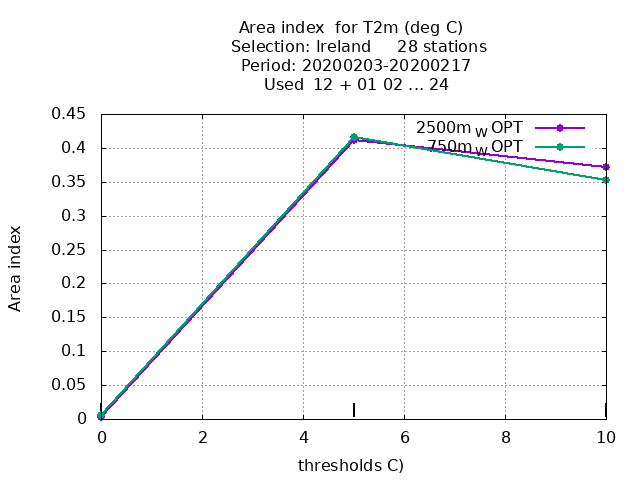 Area index  for T2m (deg C)
Selection: Ireland     28 stations
Period: 20200203-20200217
Used  12 + 01 02 ... 24
0.45
0.4
0.35
0.3
0.25
0.2
0.15
0.1
0.05
0
Area index
2500m W OPT
750m W OPT
0 2 4 6 8 10
thresholds C)